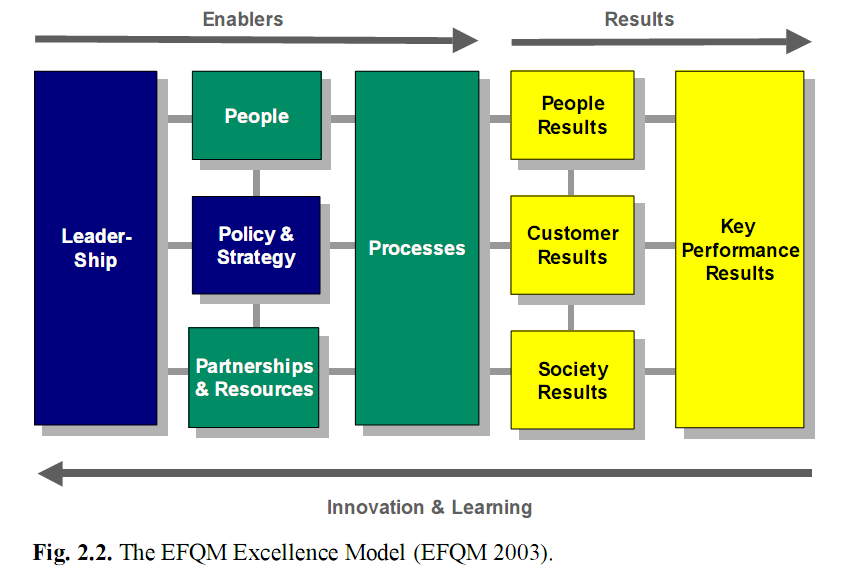 Enablers
Results
Leader-
Ship
People
Policy &
Strategy
Partnerships
& Resources
Processes
People
Results
Customer
Results
Society
Results
Key
Performance
Results
Innovation & Learning
Fig. 2.2. The EFQM Excellence Model (EFQM 2003).